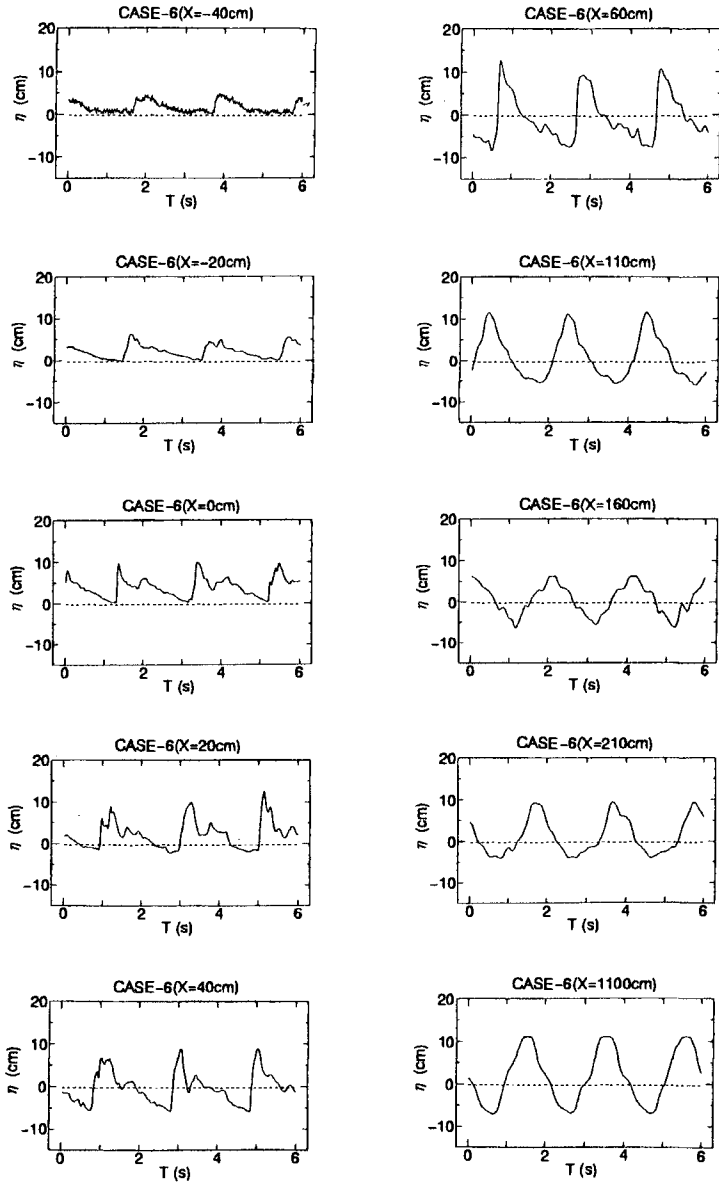 CASE-6(X=-40cm)
20
10
0
-10
η (cm)
0 2 4 6
T (s)
CASE-6(X=-20cm)
20
10
0
-10
η (cm)
0 2 4 6
T (s)
CASE-6(X=0cm)
20
10
0
-10
η (cm)
0 2 4 6
T (s)
CASE-6(X=20cm)
20
10
0
-10
η (cm)
0 2 4 6
T (s)
CASE-6(X=40cm)
20
10
0
-10
η (cm)
0 2 4 6
T (s)
CASE-6(X=60cm)
20
10
0
-10
η (cm)
0 2 4 6
T (s)
CASE-6(X=110cm)
20
10
0
-10
η (cm)
0 2 4 6
T (s)
CASE-6(X=160cm)
20
10
0
-10
η (cm)
0 2 4 6
T (s)
CASE-6(X=210cm)
20
10
0
-10
η (cm)
0 2 4 6
T (s)
CASE-6(X=1100cm)
20
10
0
-10
η (cm)
0 2 4 6
T (s)